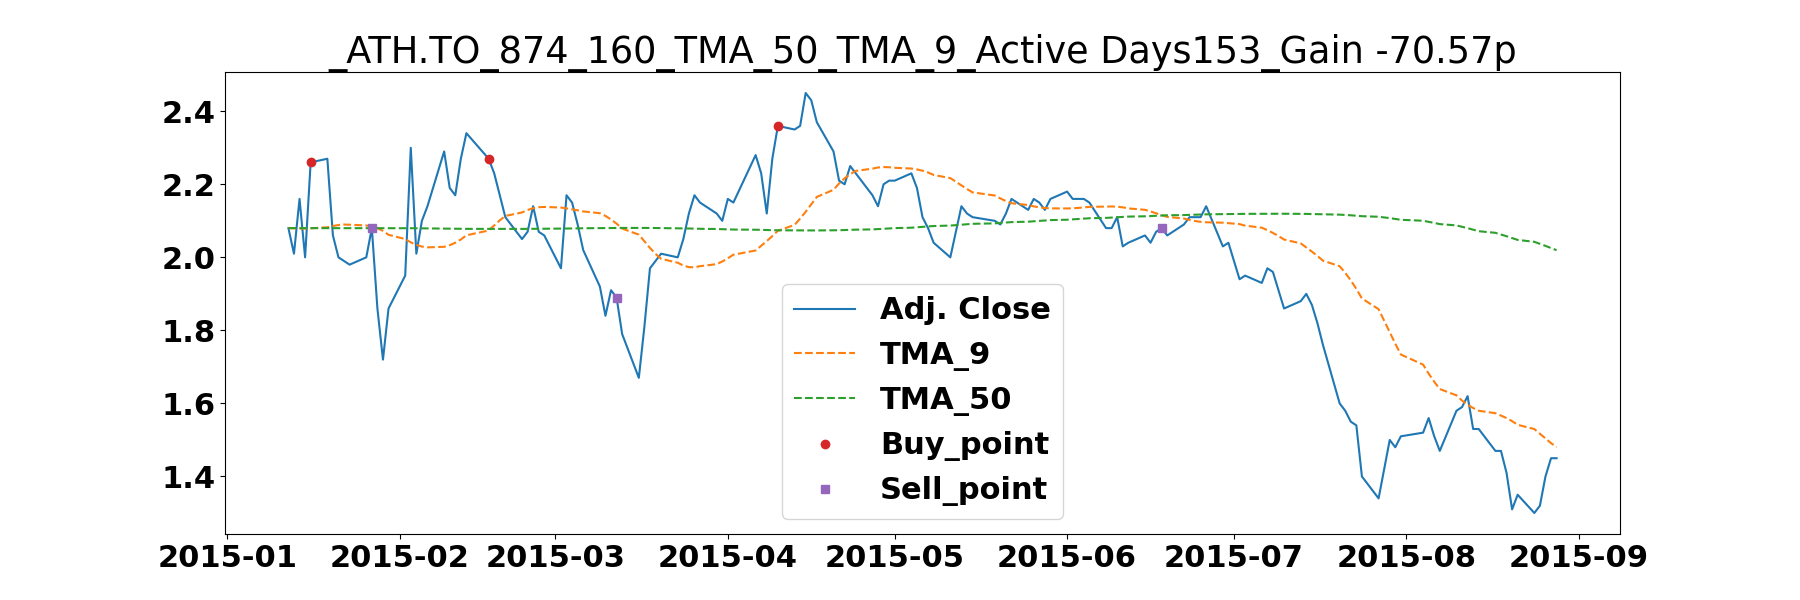 _ATH.TO_874_160_TMA_50_TMA_9_Active Days153_Gain -70.57p
2.4
2.2
2.0
1.8
1.6
1.4
Adj. Close
TMA_9
TMA_50
Buy_point
Sell_point
2015-01 2015-02 2015-03 2015-04 2015-05 2015-06 2015-07 2015-08 2015-09